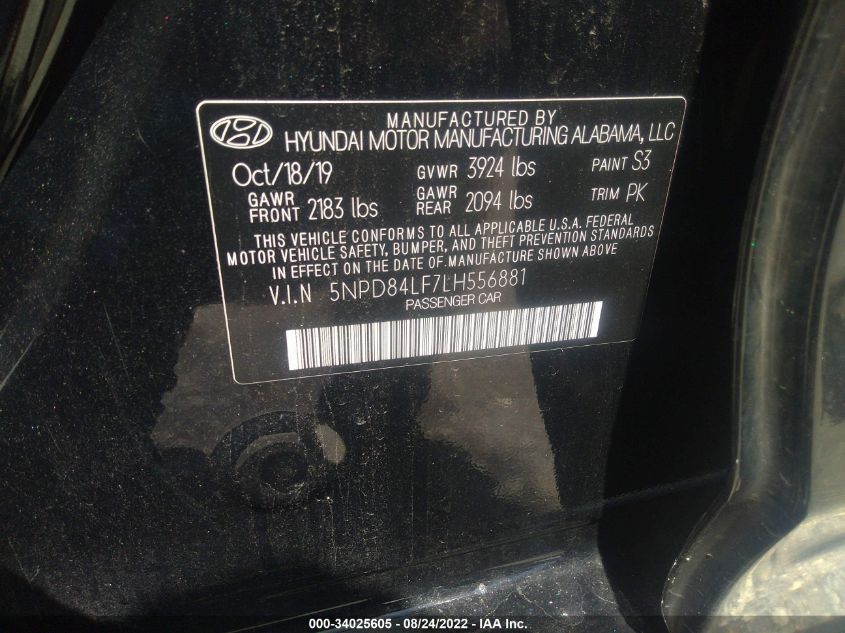 MANUFACTURED BY
HYUNDAI MOTOR MANUFACTURING ALABAMA, LLC
Oct/18/19 GVWR 3924 lbs PAINT S3
GAWR FRONT 2183 lbs GAWR REAR 2094 lbs TRIM PK
THIS VEHICLE CONFORMS TO ALL APPLICABLE U.S.A. FEDERAL
MOTOR VEHICLE SAFETY, BUMPER, AND THEFT PREVENTION STANDARDS
IN EFFECT ON THE DATE OF MANUFACTURE SHOWN ABOVE
V.I.N 5NPD84LF7LH556881
PASSENGER CAR
000-34025605 - 08/24/2022 - IAA Inc.